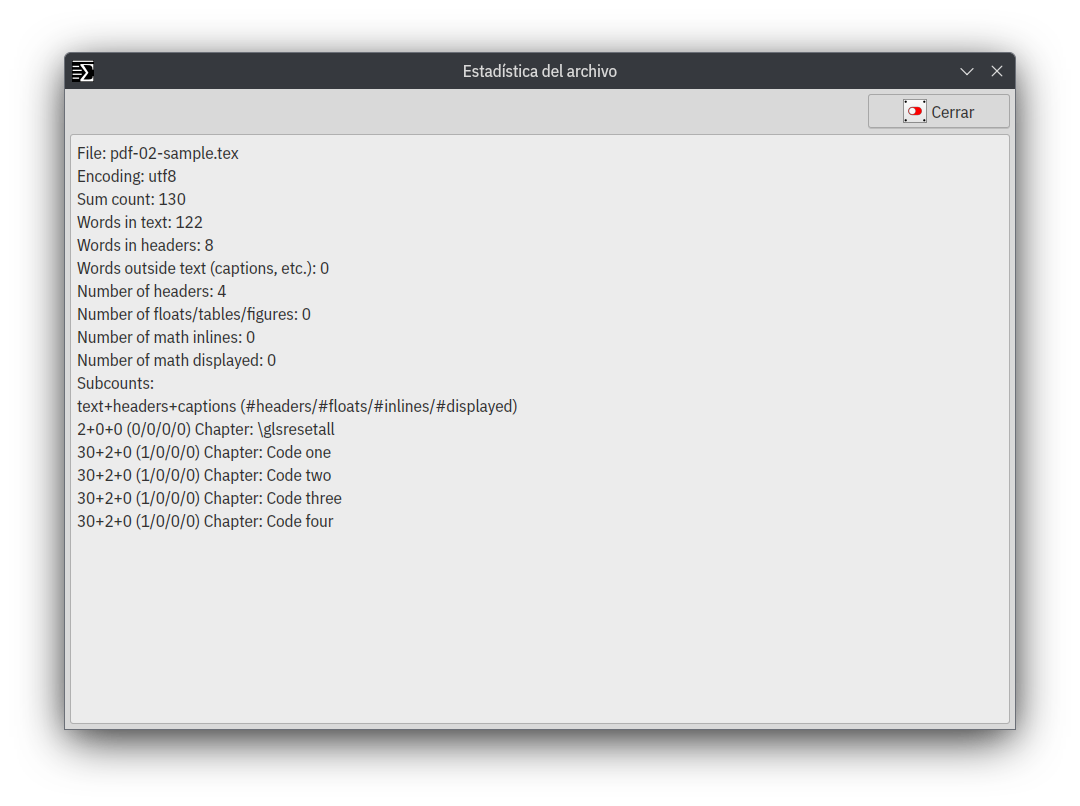 Estadística del archivo
Cerrar
File: pdf-02-sample.tex
Encoding: utf8
Sum count: 130
Words in text: 122
Words in headers: 8
Words outside text (captions, etc.): 0
Number of headers: 4
Number of floats/tables/figures: 0
Number of math inlines: 0
Number of math displayed: 0
Subcounts:
text+headers+captions (#headers/#floats/#inlines/#displayed)
2+0+0 (0/0/0/0) Chapter: \glsresetall
30+2+0 (1/0/0/0) Chapter: Code one
30+2+0 (1/0/0/0) Chapter: Code two
30+2+0 (1/0/0/0) Chapter: Code three
30+2+0 (1/0/0/0) Chapter: Code four